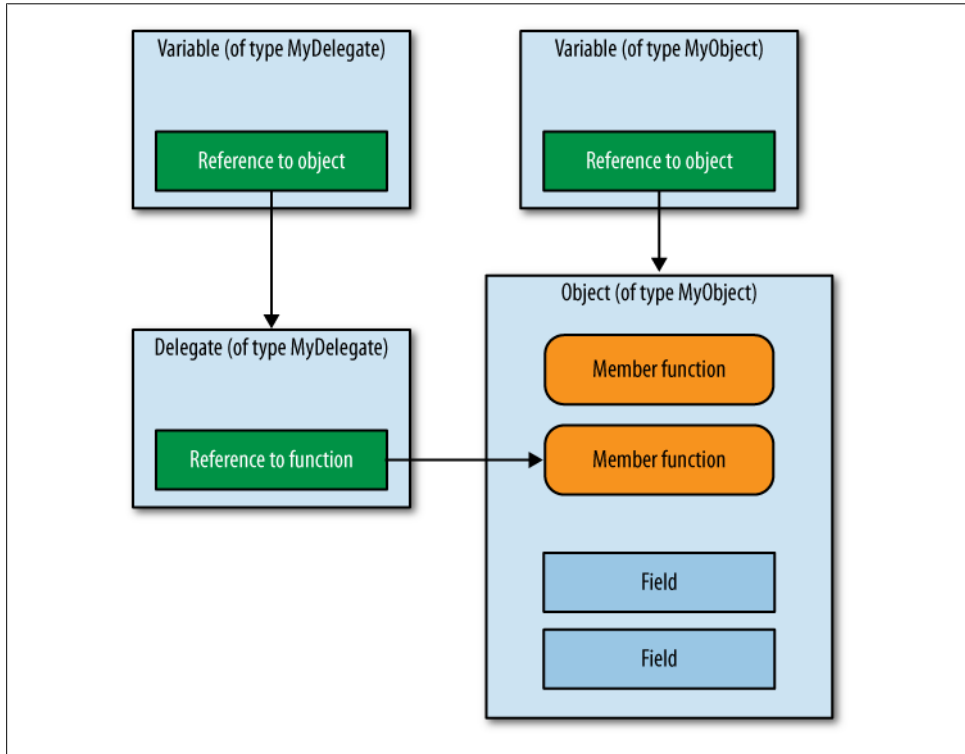 Variable (of type MyDelegate)
Reference to object
Variable (of type MyObject)
Reference to object
Delegate (of type MyDelegate)
Reference to function
Object (of type MyObject)
Member function
Member function
Field
Field